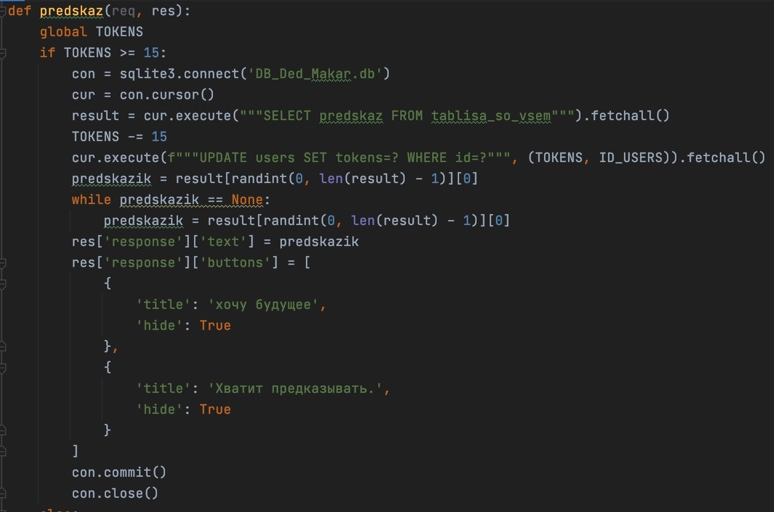 def predskaz(req, res):
    global TOKENS
    if TOKENS >= 15:
        con = sqlite3.connect('DB_Ded_Makar.db')
        cur = con.cursor()
        result = cur.execute("""SELECT predskaz FROM tablisa_so_vsem""").fetchall()
        TOKENS -= 15
        cur.execute(f"""UPDATE users SET tokens=? WHERE id=?""", (TOKENS, ID_USERS)).fetchall()
        predskazik = result[randint(0, len(result) - 1)][0]
        while predskazik == None:
            predskazik = result[randint(0, len(result) - 1)][0]
        res['response']['text'] = predskazik
        res['response']['buttons'] = [
            {
                'title': 'хочу будущее',
                'hide': True
            },
            {
                'title': 'Хватит предказывать.',
                'hide': True
            }
        ]
        con.commit()
        con.close()